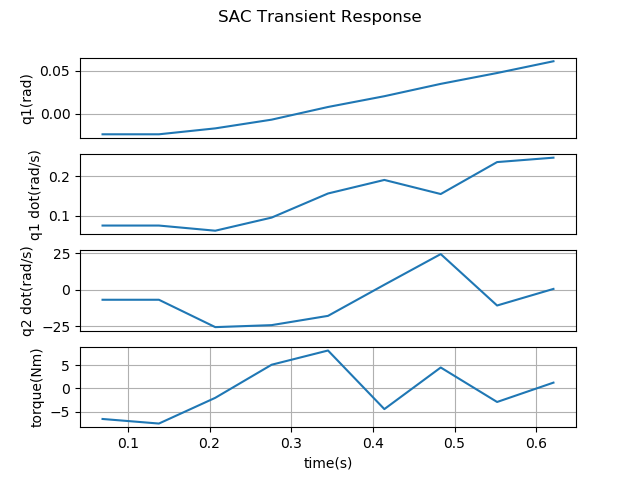 SAC Transient Response
q1(rad)
0.05
0.00
q1 dot(rad/s)
0.2
0.1
q2 dot(rad/s)
25
0
−25
torque(Nm)
5
0
−5
0.1 0.2 0.3 0.4 0.5 0.6
time(s)